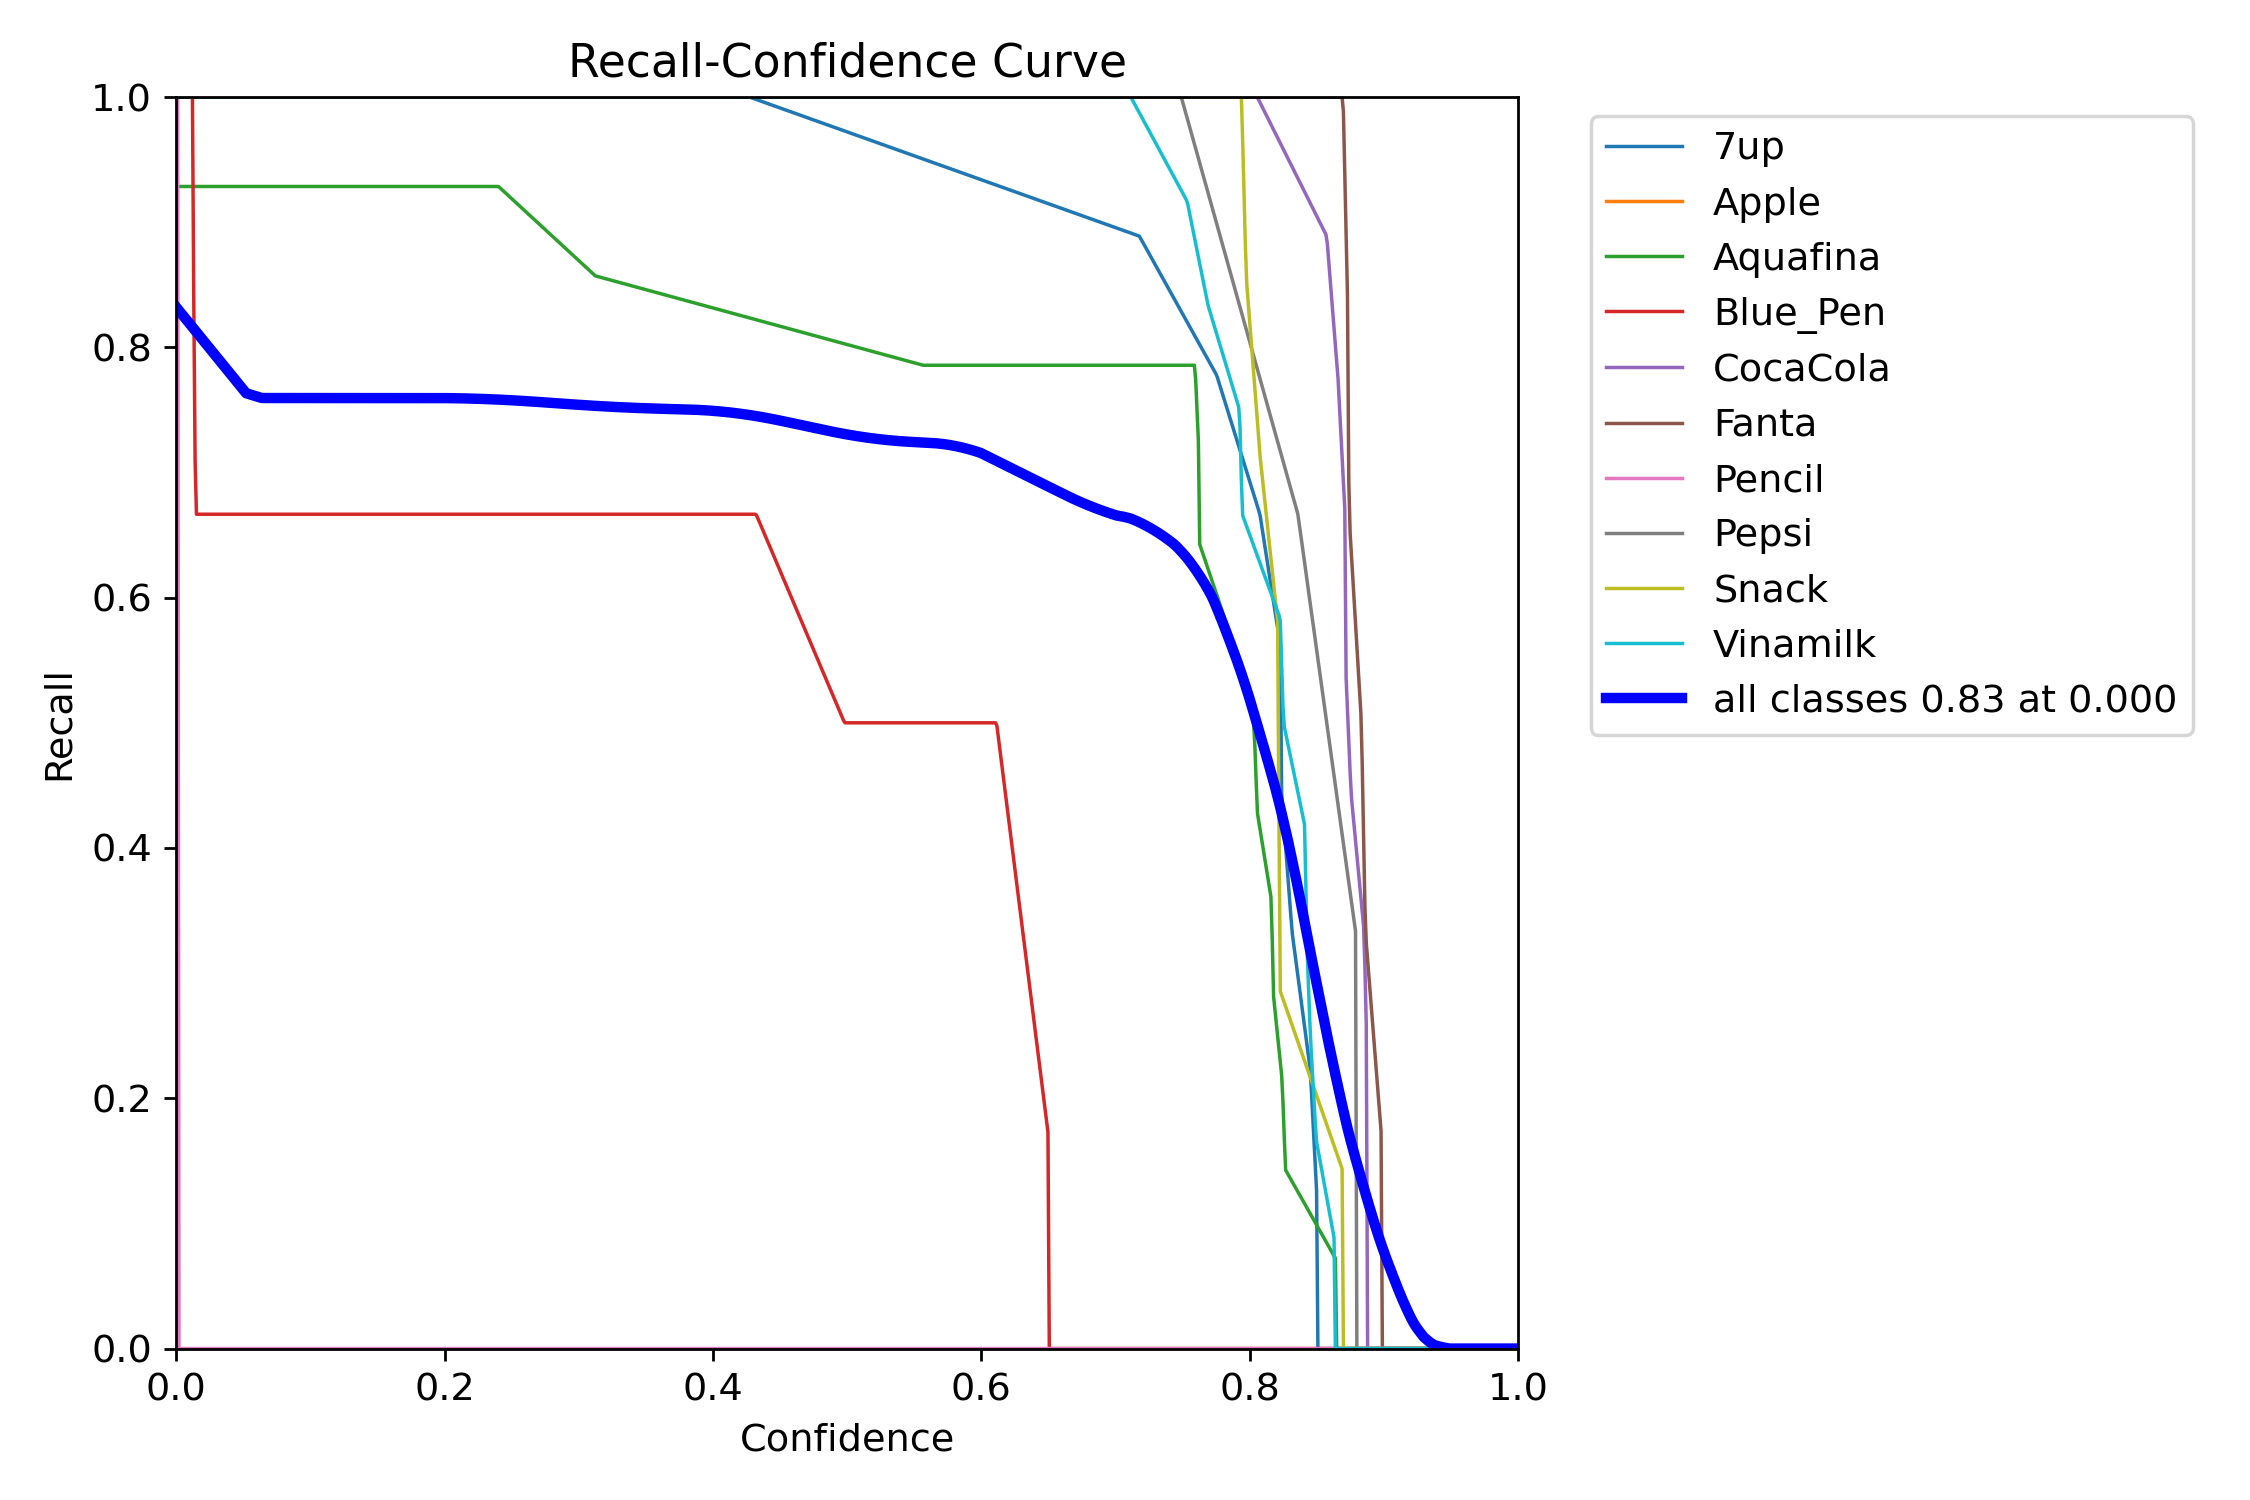 Recall-Confidence Curve
1.0
0.8
0.6
0.4
0.2
0.0
Recall
0.0 0.2 0.4 0.6 0.8 1.0
Confidence
7up
Apple
Aquafina
Blue_Pen
CocaCola
Fanta
Pencil
Pepsi
Snack
Vinamilk
all classes 0.83 at 0.000